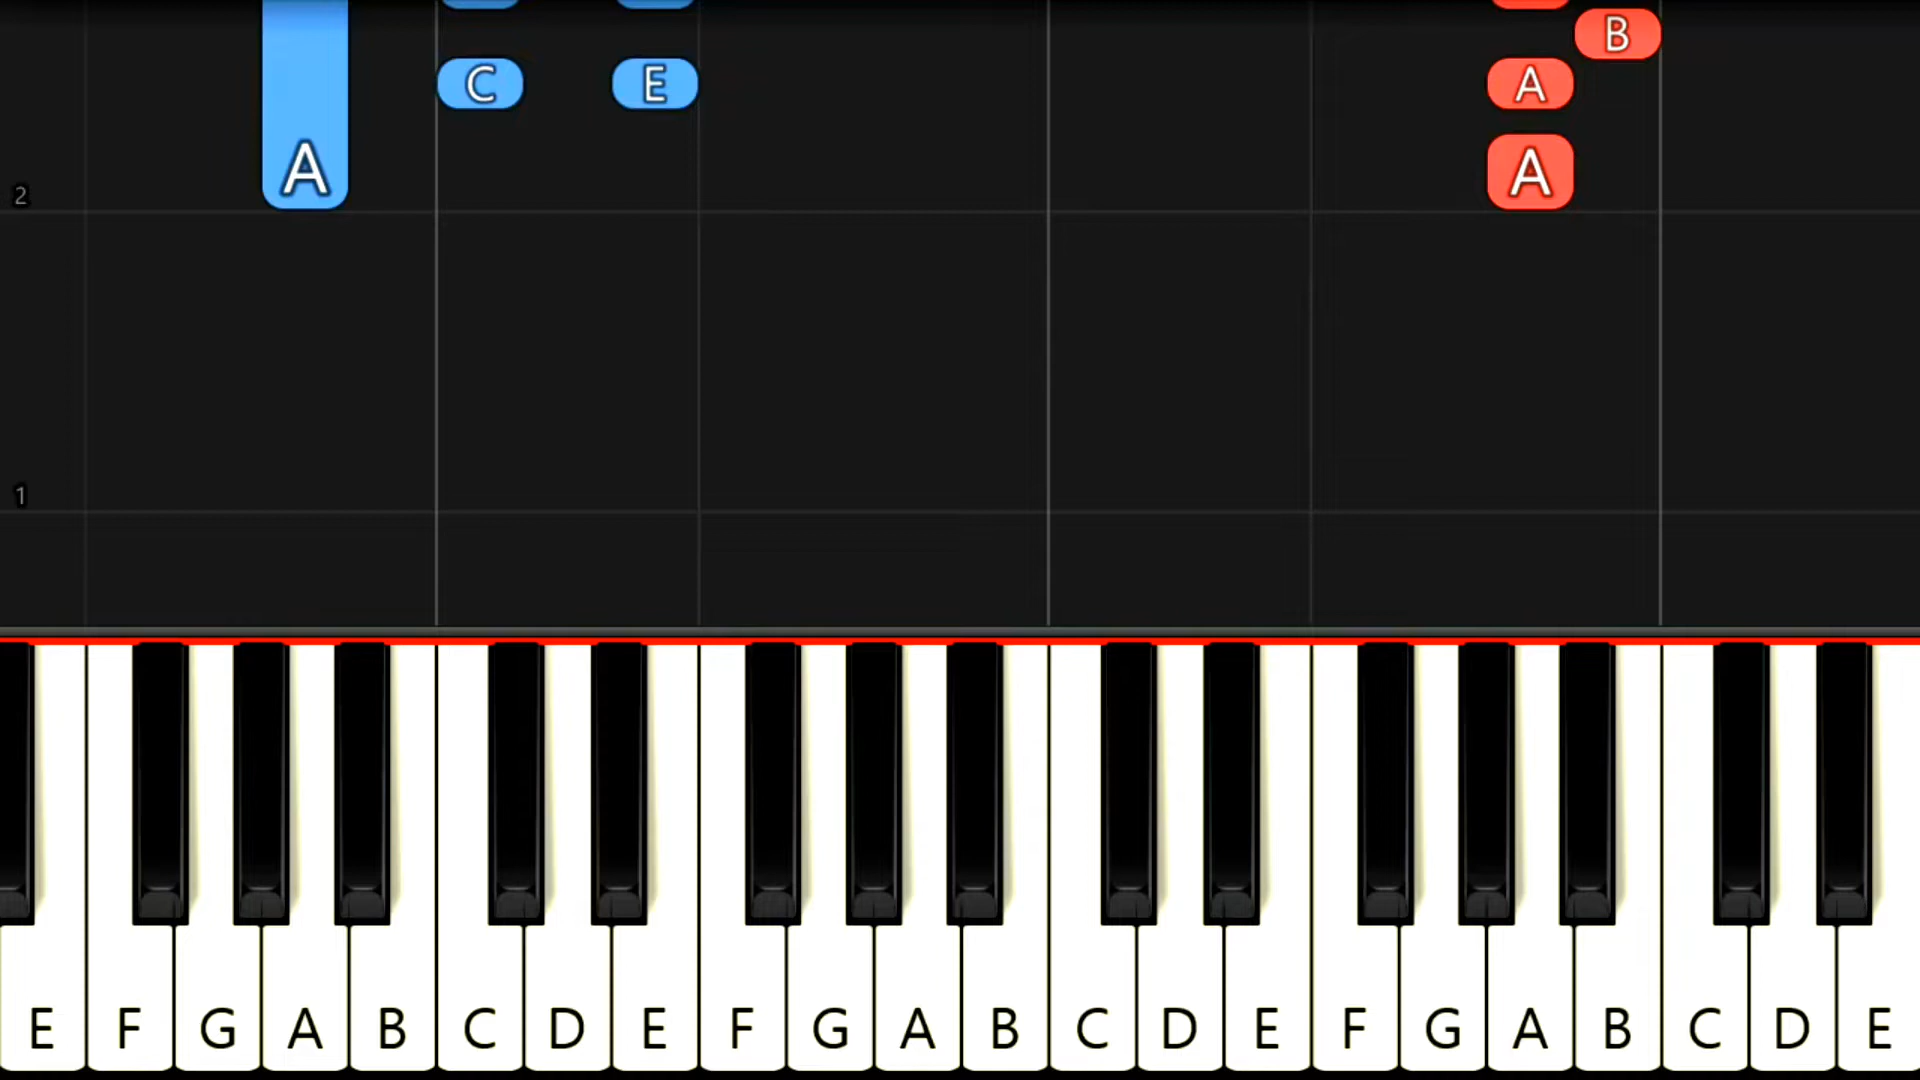 B
C E A
A A
2
1
E F G A B C D E F G A B C D E F G A B C D E